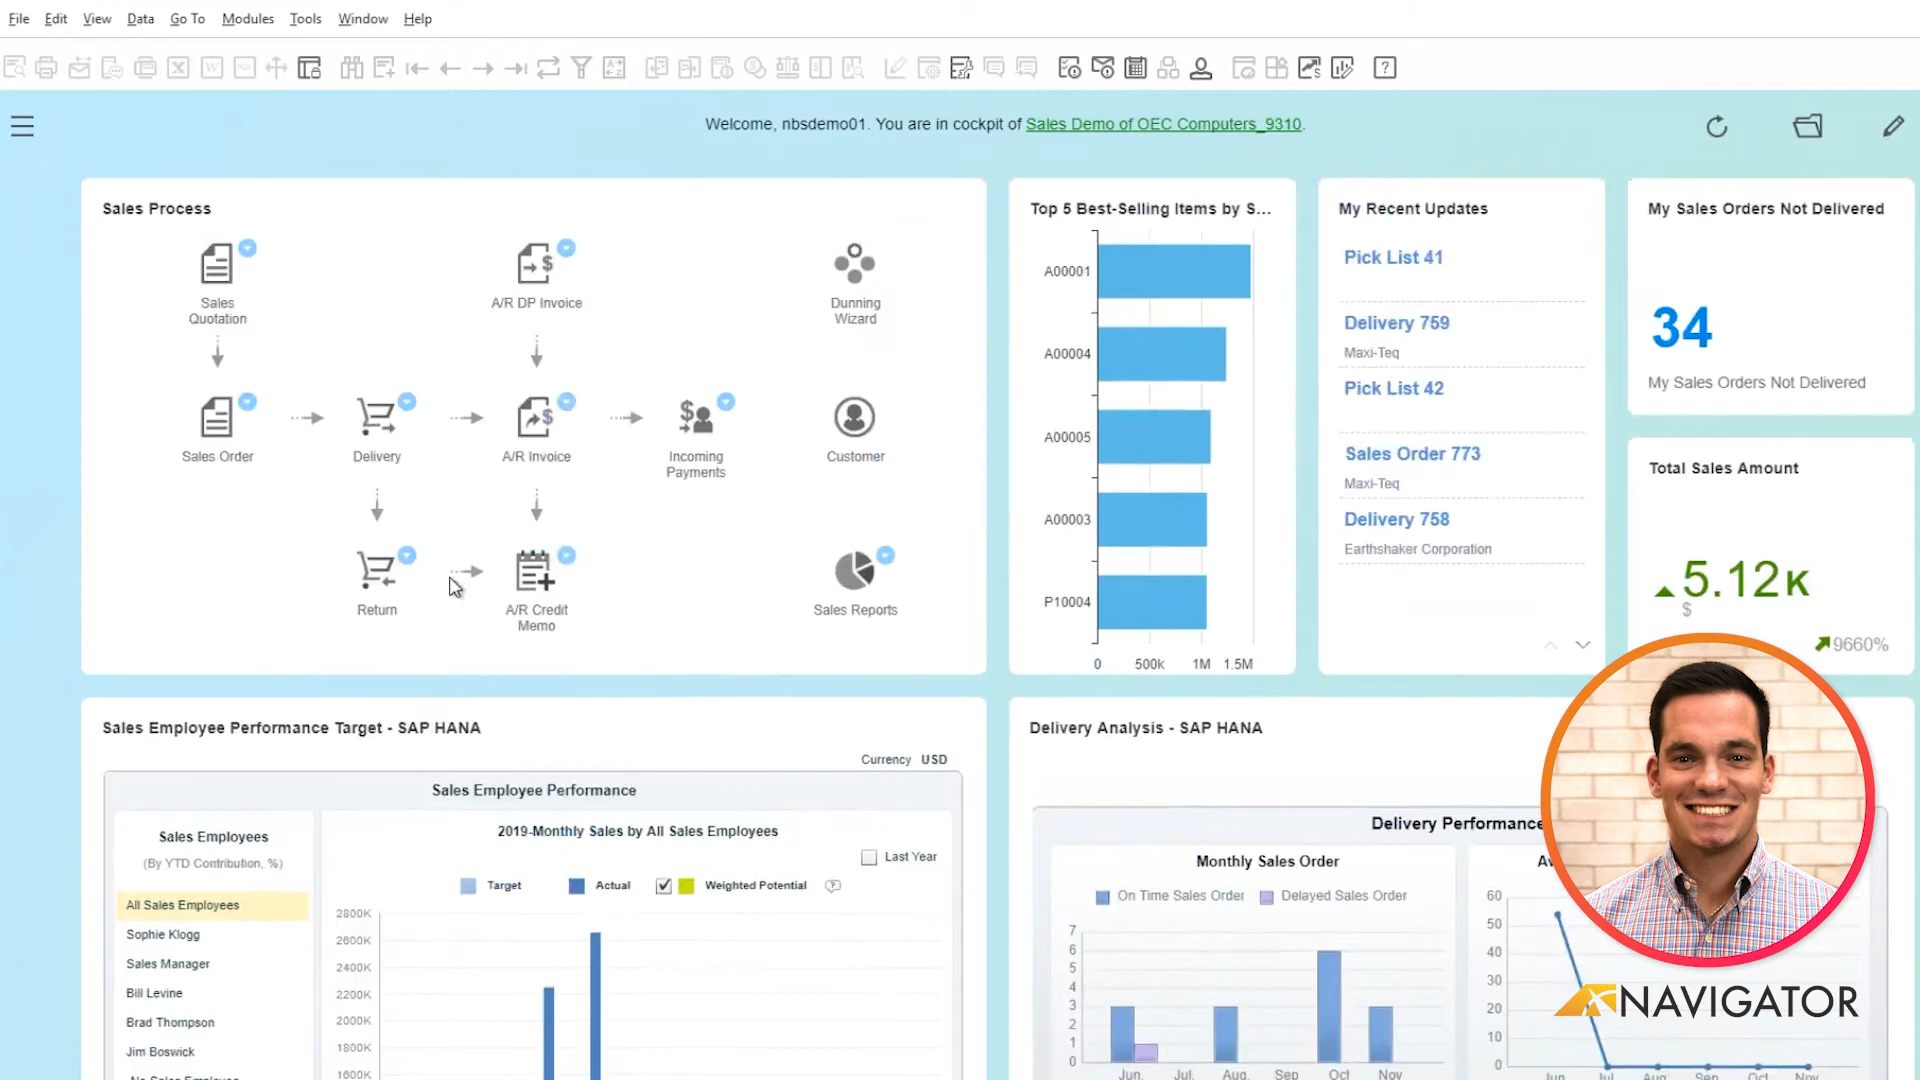 File Edit View Data Go To Modules Tools Window Help
Welcome, nbsdemo01. You are in cockpit of Sales Demo of OEC Computers_9310.
Sales Process
Sales
Quotation
A/R DP Invoice
Dunning
Wizard
Sales Order
Delivery
A/R Invoice
Incoming
Payments
Customer
Return
A/R Credit
Memo
Sales Reports
Top 5 Best-Selling Items by S...
A00001
A00004
A00005
A00003
P10004
0 500k 1M 1.5M
My Recent Updates
Pick List 41
Delivery 759
Maxi-Teq
Pick List 42
Sales Order 773
Maxi-Teq
Delivery 758
Earthshaker Corporation
My Sales Orders Not Delivered
34
My Sales Orders Not Delivered
Total Sales Amount
5.12K
$
9660%
Sales Employee Performance Target - SAP HANA
Currency USD
Sales Employee Performance
Sales Employees
(By YTD Contribution, %)
All Sales Employees
Sophie Klogg
Sales Manager
Bill Levine
Brad Thompson
Jim Boswick
2019-Monthly Sales by All Sales Employees
Last Year
Target Actual Weighted Potential
2800K
2600K
2400K
2200K
2000K
1800K
1600K
Delivery Analysis - SAP HANA
Delivery Performance
Monthly Sales Order
On Time Sales Order Delayed Sales Order
7
6
5
4
3
2
1
0
Jun. Jul. Aug. Sep Oct Nov
60
50
40
30
20
10
0
Jun Jul Aug Sep Oct Nov
NAVIGATOR